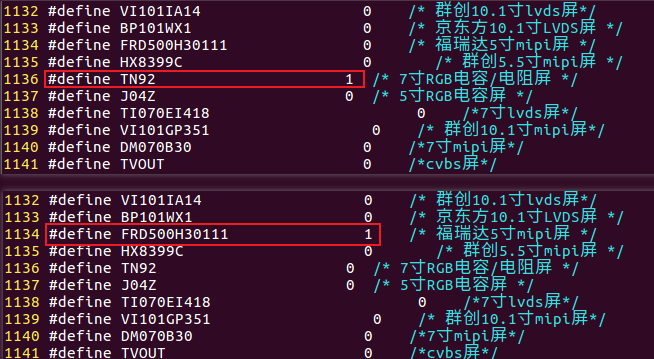 1132 #define VI101IA14 0 /* 群创10.1寸lvds屏*/
1133 #define BP101WX1 0 /* 京东方10.1寸LVDS屏 */
1134 #define FRD500H30111 0 /* 福瑞达5寸mipi屏*/
1135 #define HX8399C 0 /* 群创5.5寸mipi屏*/
1136 #define TN92 1 /* 7寸RGB电容/电阻屏 */
1137 #define J04Z 0 /* 5寸RGB电容屏 */
1138 #define TI070EI418 0 /*7寸lvds屏*/
1139 #define VI101GP351 0 /* 群创10.1寸mipi屏*/
1140 #define DM070B30 0 /*7寸mipi屏*/
1141 #define TVOUT 0 /*cvbs屏*/
1132 #define VI101IA14 0 /* 群创10.1寸lvds屏*/
1133 #define BP101WX1 0 /* 京东方10.1寸LVDS屏 */
1134 #define FRD500H30111 1 /* 福瑞达5寸mipi屏*/
1135 #define HX8399C 0 /* 群创5.5寸mipi屏*/
1136 #define TN92 0 /* 7寸RGB电容/电阻屏 */
1137 #define J04Z 0 /* 5寸RGB电容屏 */
1138 #define TI070EI418 0 /*7寸lvds屏*/
1139 #define VI101GP351 0 /* 群创10.1寸mipi屏*/
1140 #define DM070B30 0 /*7寸mipi屏*/
1141 #define TVOUT 0 /*cvbs屏*/